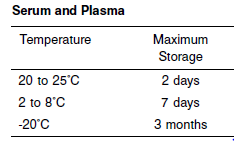 Serum and Plasma
Temperature Maximum
Storage
20 to 25°C 2 days
2 to 8°C 7 days
-20°C 3 months